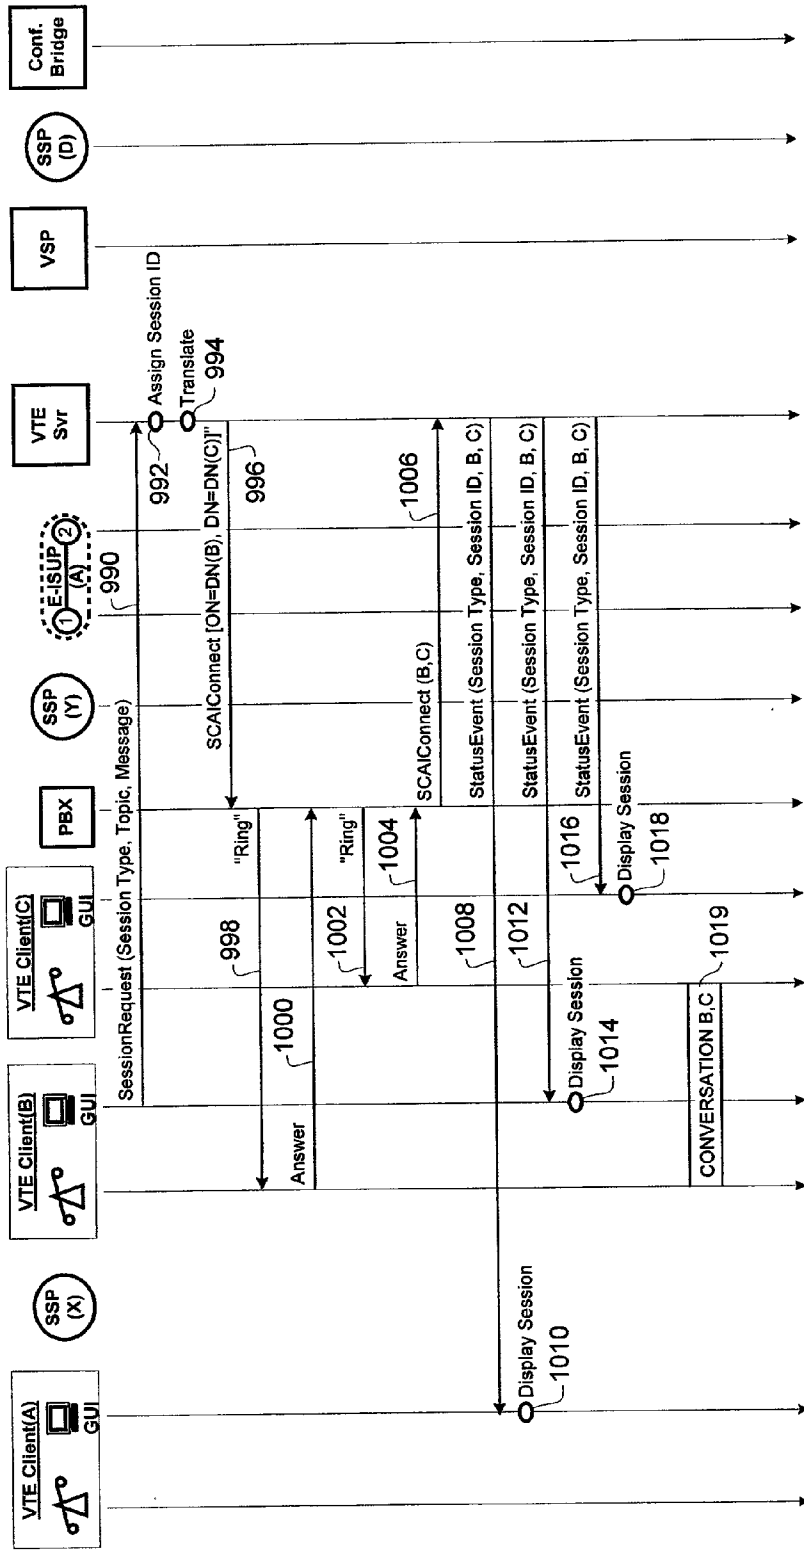 VTE Client(A)
GUI
SSP
(X)
VTE Client(B)
GUI
VTE Client(C)
GUI
PBX
SSP
(Y)
1
E-ISUP
(A)
2
VTE
Svr
VSP
SSP
(D)
Conf.
Bridge
SessionRequest (Session Type, Topic, Message)
990
992
Assign Session ID
Translate
994
SCAIConnect [ON=DN(B), DN=DN(C)]"
996
"Ring"
998
Answer
1000
"Ring"
1002
Answer
1004
SCAIConnect (B,C)
1006
StatusEvent (Session Type, Session ID, B, C)
1008
Display Session
1010
StatusEvent (Session Type, Session ID, B, C)
1012
Display Session
1014
StatusEvent (Session Type, Session ID, B, C)
1016
Display Session
1018
CONVERSATION B,C
1019